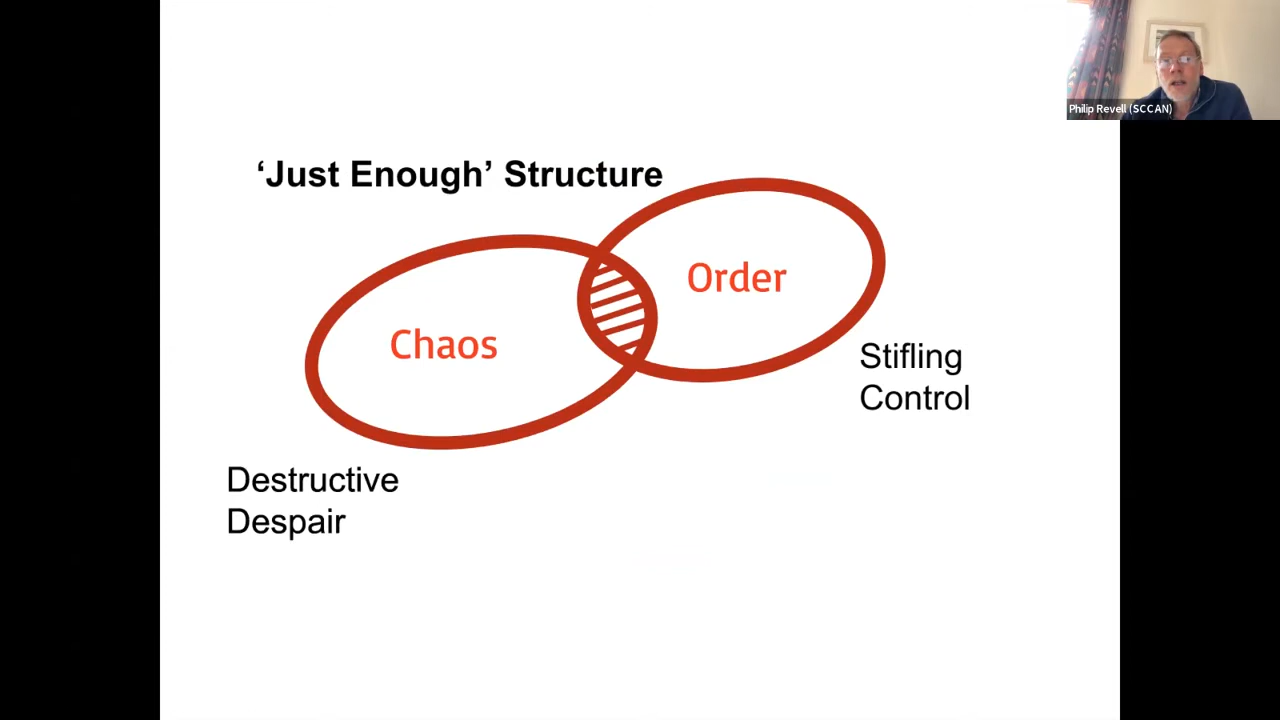 Philip Revell (SCCAN)
‘Just Enough’ Structure
Order
Chaos
Stifling
Control
Destructive
Despair